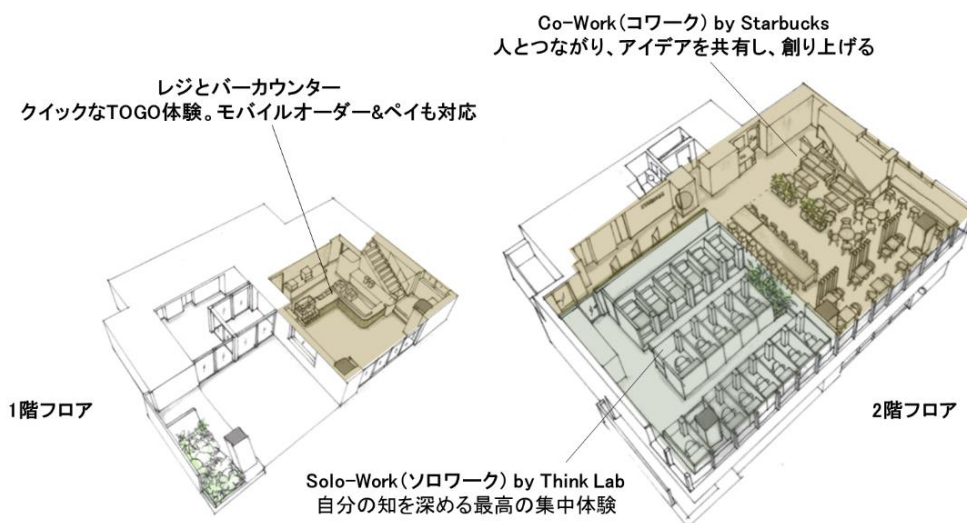 Co-Work(コワーク) by Starbucks
人とつながり、アイデアを共有し、創り上げる
レジとバーカウンター
クイックなTOGO体験。モバイルオーダー&ペイも対応
1階フロア
2階フロア
Solo-Work(ソロワーク) by Think Lab
自分の知を深める最高の集中体験